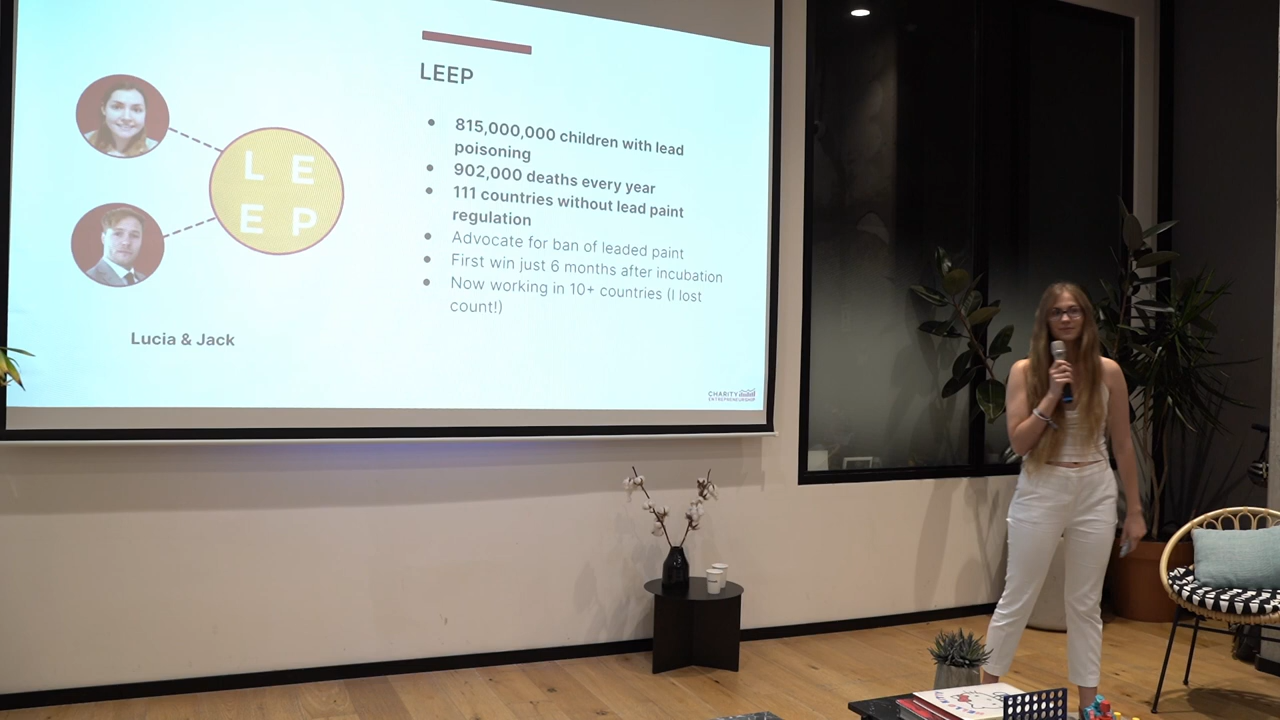 LEEP
815,000,000 children with lead
poisoning
902,000 deaths every year
111 countries without lead paint
regulation
Advocate for ban of leaded paint
First win just 6 months after incubation
Now working in 10+ countries (I lost
count!)
L E
E P
Lucia & Jack
CHARITY
ENTREPRENEURSHIP